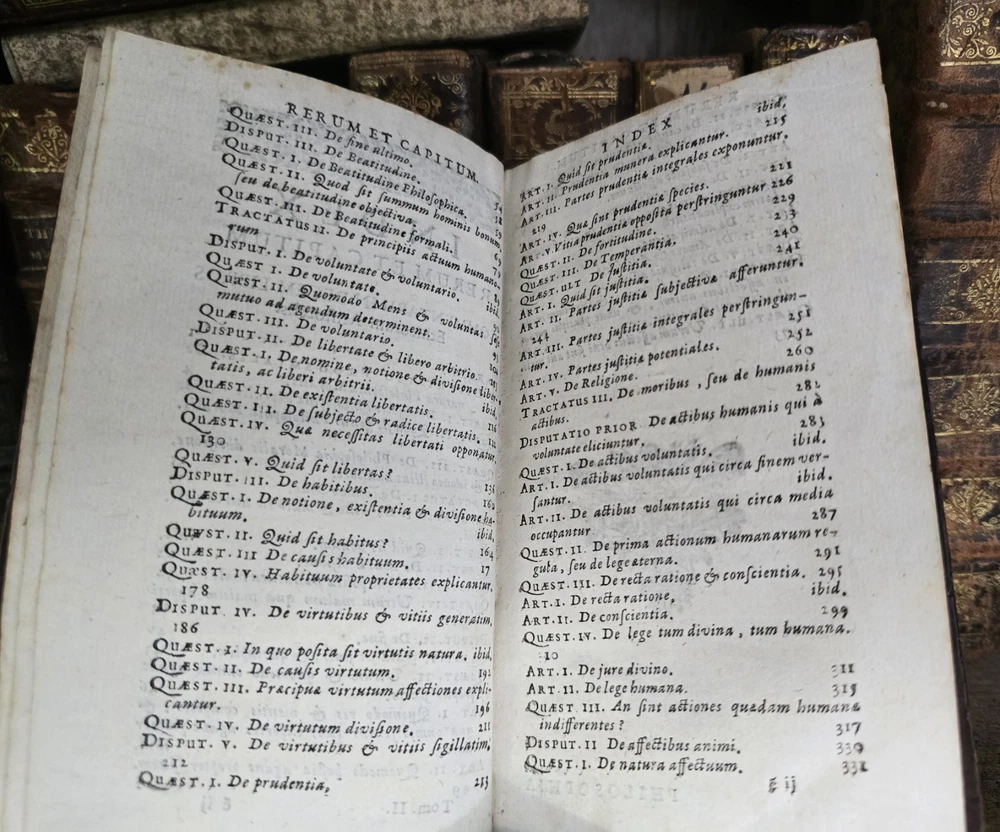 RERUM ET CAPITUM.
QUÆST. III. De fine ultimo.
DISPUT. III. De Beatitudine.
QUÆST. I. De Beatitudine Philosophica. 54
QUÆST. II. Quod sit summum hominis bonum
seu de beatitudine objectiva. 59
QUÆST. III. De Beatitudine formali.
TRACTATUS II. De principiis actuum humano-
rum
DISPUT. I. De voluntate & voluntario.
QUÆST I. De voluntate. ibid.
QUÆST. II. Quomodo Mens & voluntas se
mutuo ad agendum determinent.
QUÆST. III. De voluntario.
DISPUT. II. De libertate & libero arbitrio.
QUÆST. I. De nomine, notione & divisione liber-
tatis, ac liberi arbitrii.
QUÆST. II. De existentia libertatis. ibid.
QUÆST. III. De subjecto & radice libertatis.
QUÆST. IV. Quæ necessitas libertati opponatur.
130
QUÆST. V. Quid sit libertas?
DISPUT. III. De habitibus.
QUÆST. I. De notione, existentia & divisione ha-
bituum. ibid.
QUÆST. II. Quid sit habitus? 164
QUÆST. III De causis habituum. 17
QUÆST. IV. Habituum proprietates explicantur.
178
DISPUT. IV. De virtutibus & vitiis generatim.
186
QUÆST. I. In quo posita sit virtutis natura. ibid.
QUÆST. II. De causis virtutum. 192
QUÆST. III. Præcipuæ virtutum affectiones expli-
cantur. 196
QUÆST. IV. De virtutum divisione. 211
DISPUT. V. De virtutibus & vitiis sigillatim.
212
QUÆST. I. De prudentia, 213
INDEX
ART. I. Quid sit prudentia. ibid.
ART. II. Prudentiæ munera explicantur. 215
ART. III. Partes prudentiæ integrales exponuntur.
219
ART. IV. Quæ sint prudentiæ species. 221
ART. V. Vitia prudentiæ opposita perstringuntur 226
QUÆST. II. De fortitudine. 229
QUÆST. III. De Temperantia. 233
QUÆST. ULT De Justitia. 240
ART. I. Quid sit justitia. 241
ART. II. Partes justitiæ subjectivæ afferuntur.
244
ART. III. Partes justitiæ integrales perstringun-
tur. 251
ART. IV. Partes justitiæ potentiales. 252
ART. V. De Religione. 260
TRACTATUS III. De moribus, seu de humanis
actibus. 282
DISPUTATIO PRIOR De actibus humanis qui à
voluntate eliciuntur. 283
QUÆST. I. De actibus voluntatis. ibid.
ART. I. De actibus voluntatis qui circa finem ver-
santur. ibid.
ART. II. De actibus voluntatis qui circa media
occupantur 287
QUÆST. II. De prima actionum humanarum re-
gula, seu de lege æterna. 291
QUÆST. III. De recta ratione & conscientia. 295
ART. I. De recta ratione, ibid.
ART. II. De conscientia. 299
QUÆST. IV. De lege tum divina, tum humana.
10
ART. I. De jure divino. 311
ART. II. De lege humana. 315
QUÆST. III. An sint actiones quædam humanæ
indifferentes? 317
DISPUT. II De affectibus animi. 330
QUÆST. I. De natura affectuum. 331
ẽ ij